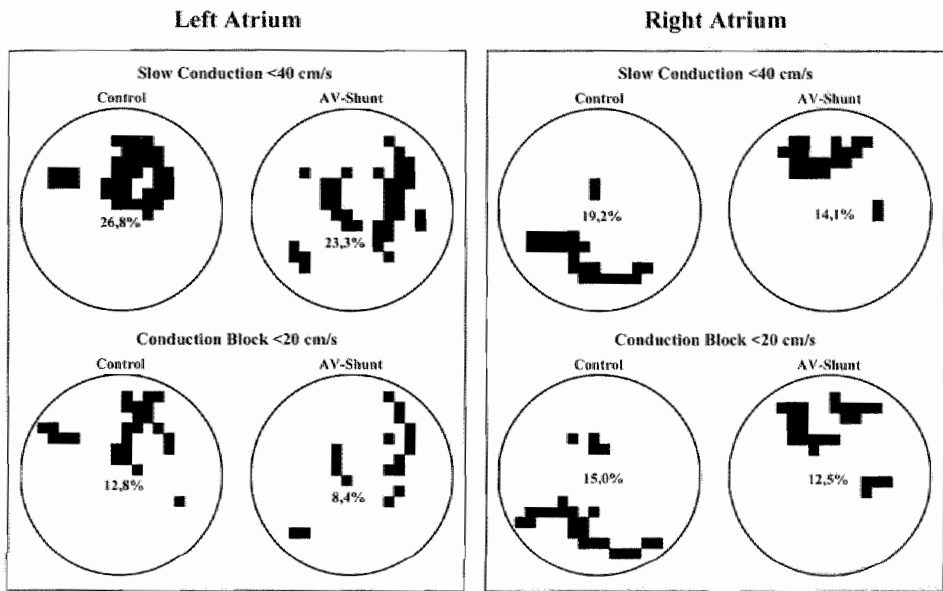 Left Atrium
Slow Conduction <40 cm/s
Control
AV-Shunt
26,8%
23,3%
Conduction Block <20 cm/s
Control
AV-Shunt
12,8%
8,4%
Right Atrium
Slow Conduction <40 cm/s
Control
AV-Shunt
19,2%
14,1%
Conduction Block <20 cm/s
Control
AV-Shunt
15,0%
12,5%